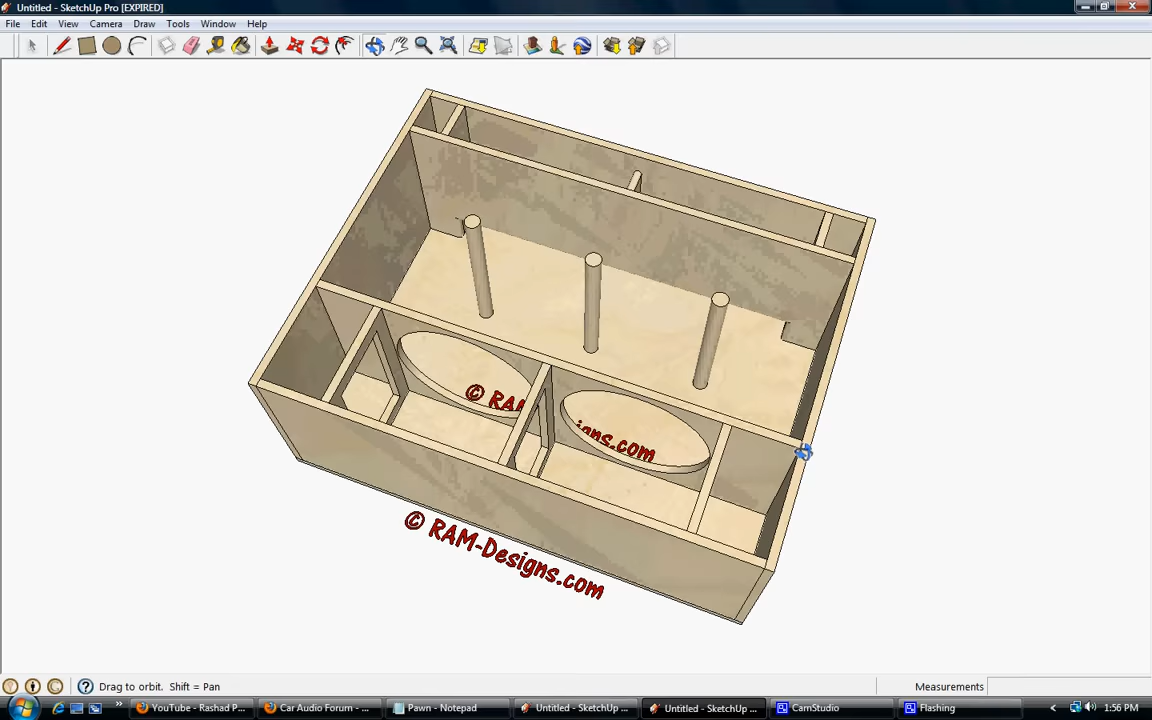 Untitled - SketchUp Pro [EXPIRED]
File Edit View Camera Draw Tools Window Help
© RAM
igns.com
© RAM-Designs.com
Drag to orbit. Shift = Pan
Measurements
YouTube - Rashad P...
Car Audio Forum - ...
Pawn - Notepad
Untitled - SketchUp ...
Untitled - SketchUp ...
CamStudio
Flashing
1:56 PM